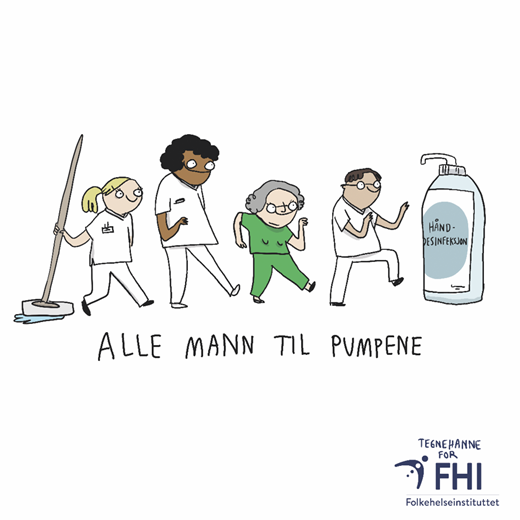 HÅND-
DESINFEKSJON
ALLE MANN TIL PUMPENE
TEGNEHANNE
FOR
FHI
Folkehelseinstituttet